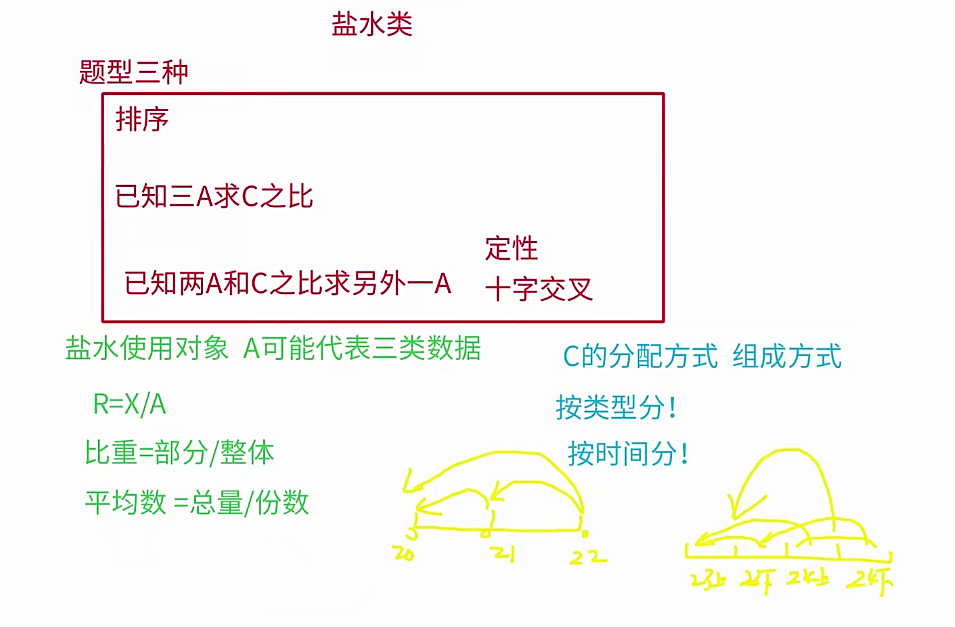 盐水类
题型三种
排序
已知三A求C之比
定性
已知两A和C之比求另外一A
十字交叉
盐水使用对象 A可能代表三类数据
C的分配方式 组成方式
R=X/A
按类型分！
比重=部分/整体
按时间分！
平均数 =总量/份数
20 21 22
23上 23下 24上 24下